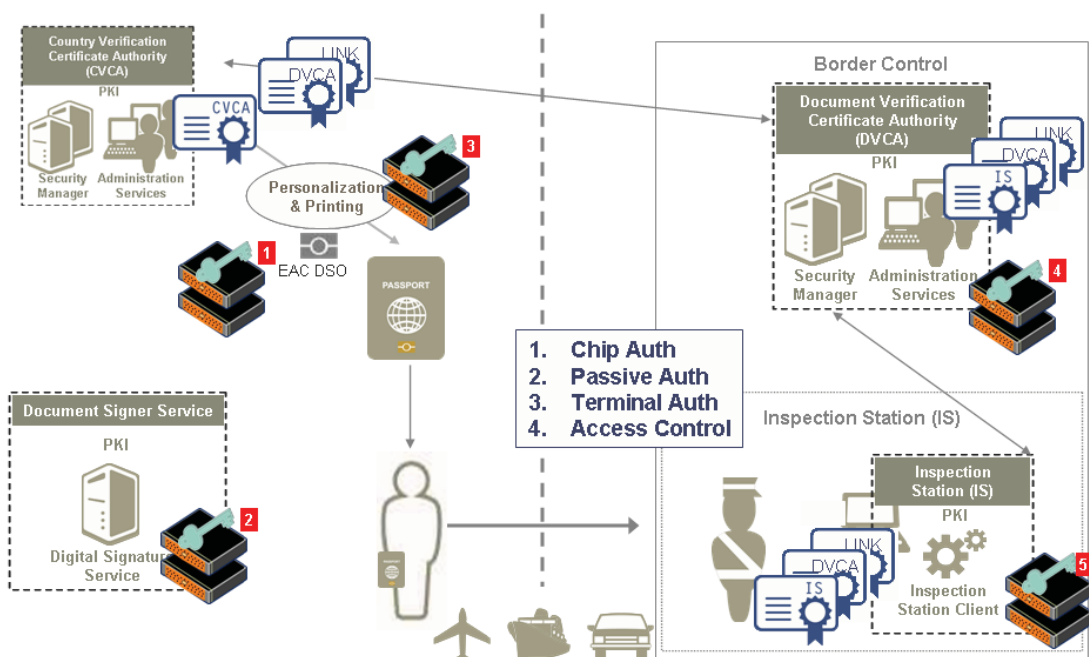 Country Verification
Certificate Authority
(CVCA)
PKI
Security
Manager
Administration
Services
CVCA
DVCA
LINK
3
Personalization
& Printing
1
EAC DSO
PASSPORT
Document Signer Service
PKI
Digital Signature
Service
2
PASSPORT
1. Chip Auth
2. Passive Auth
3. Terminal Auth
4. Access Control
Border Control
Document Verification
Certificate Authority
(DVCA)
PKI
LINK
DVCA
IS
Security
Manager
Administration
Services
4
Inspection Station (IS)
Inspection
Station (IS)
PKI
LINK
DVCA
IS
Inspection
Station Client
5